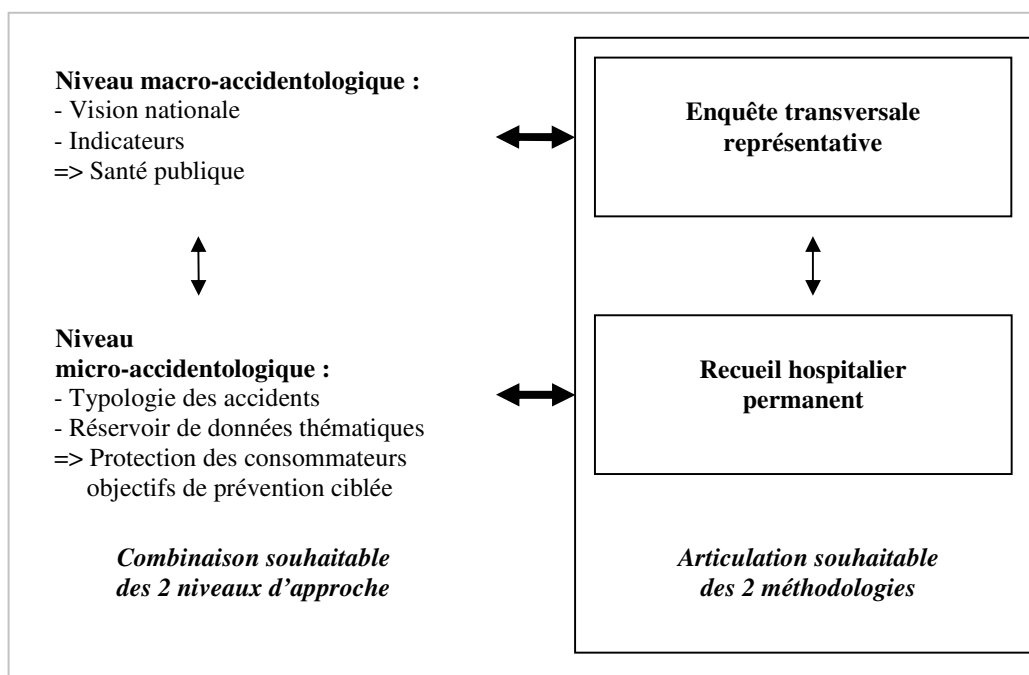 Niveau macro-accidentologique :
- Vision nationale
- Indicateurs
=> Santé publique
Enquête transversale
représentative
Niveau
micro-accidentologique :
- Typologie des accidents
- Réservoir de données thématiques
=> Protection des consommateurs
objectifs de prévention ciblée
Recueil hospitalier
permanent
Combinaison souhaitable
des 2 niveaux d’approche
Articulation souhaitable
des 2 méthodologies